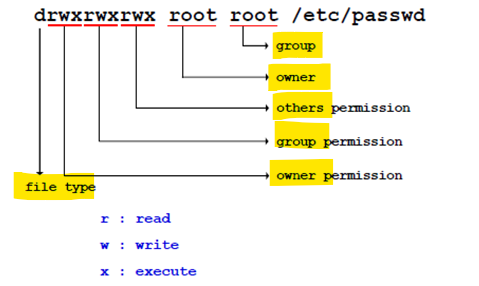 drwxrwxrwx root root /etc/passwd
group
owner
others permission
group permission
owner permission
file type
r : read
w : write
x : execute